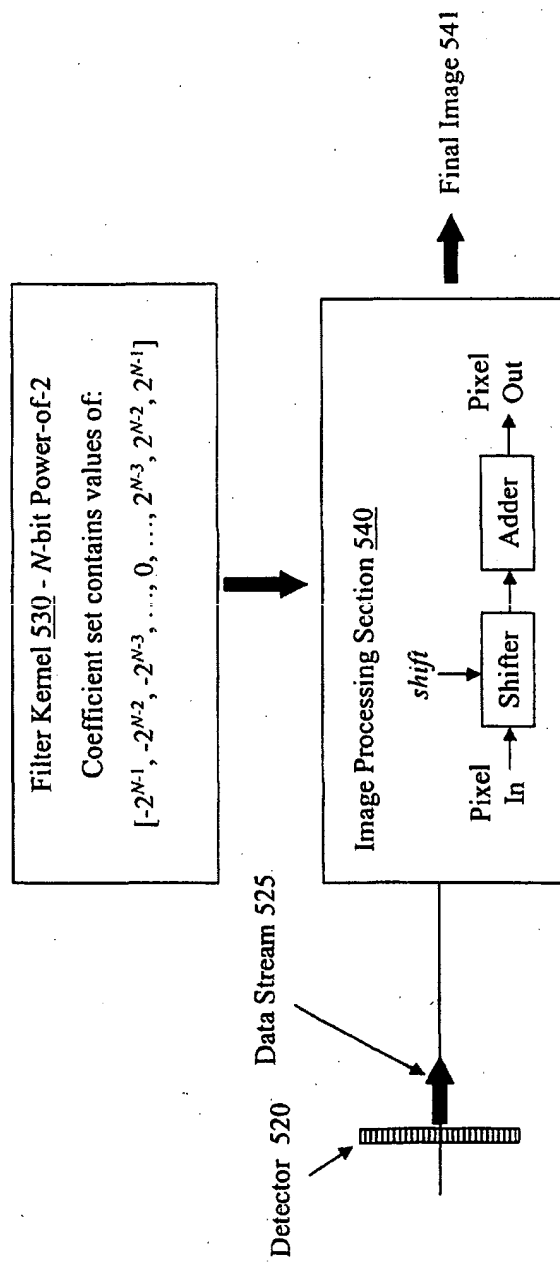 Filter Kernel 530 - N-bit Power-of-2
Coefficient set contains values of:
[-2^{N-1}, -2^{N-2}, -2^{N-3}, ..., 0, ..., 2^{N-3}, 2^{N-2}, 2^{N-1}]
Detector 520
Data Stream 525
Image Processing Section 540
shift
Pixel
In
Shifter
Adder
Pixel
Out
Final Image 541